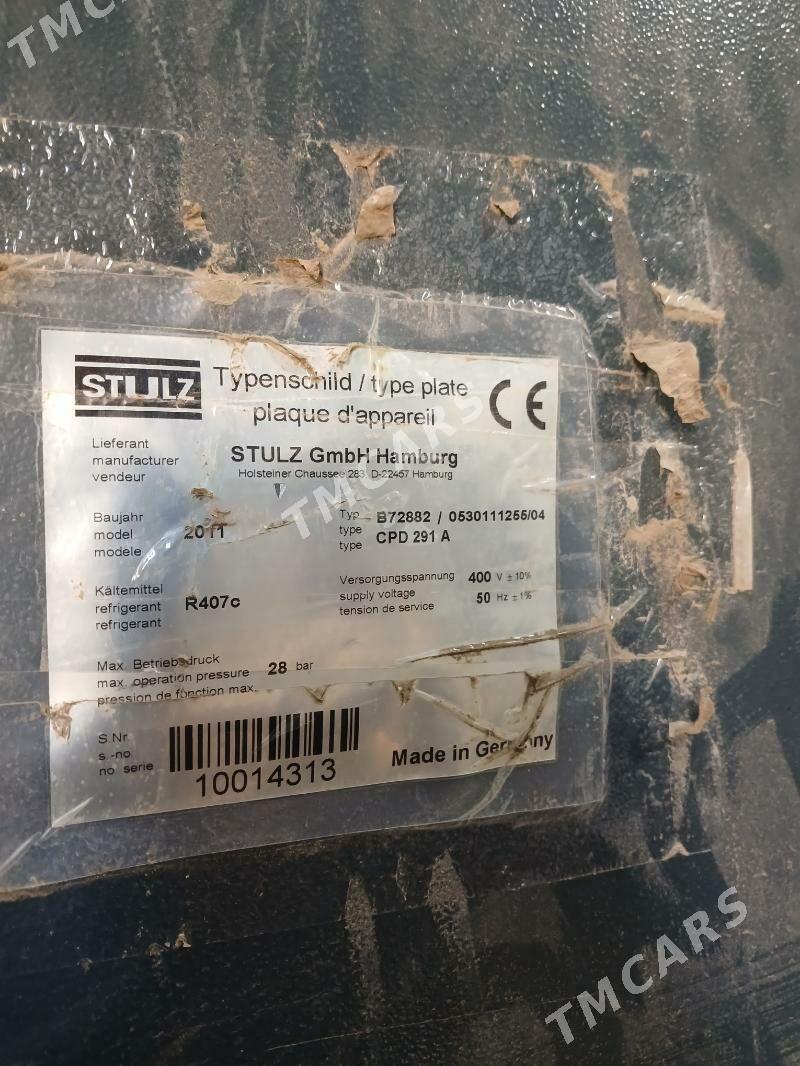 TMCARS
STULZ
Typenschild / type plate
plaque d'appareil
CE
Lieferant
manufacturer
vendeur
STULZ GmbH Hamburg
Holsteiner Chaussee 283, D-22457 Hamburg
Baujahr
model
modele
2011
Typ
type
type
B72882 / 0530111255/04
CPD 291 A
Kältemittel
refrigerant
refrigerant
R407c
Versorgungsspannung
supply voltage
tension de service
400 V ±10%
50 Hz ±1%
Max. Betriebsdruck
max. operation pressure
pression de fonction max.
28 bar
S.Nr.
s.-no.
no serie
10014313
Made in Germany
TMCARS
TMCARS